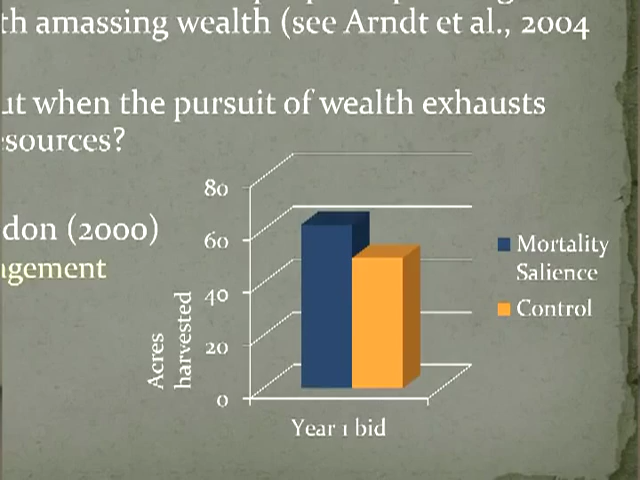 th amassing wealth (see Arndt et al., 2004
ut when the pursuit of wealth exhausts
sources?
don (2000)
agement
80
60
40
20
0
Acres
harvested
Year 1 bid
Mortality
Salience
Control